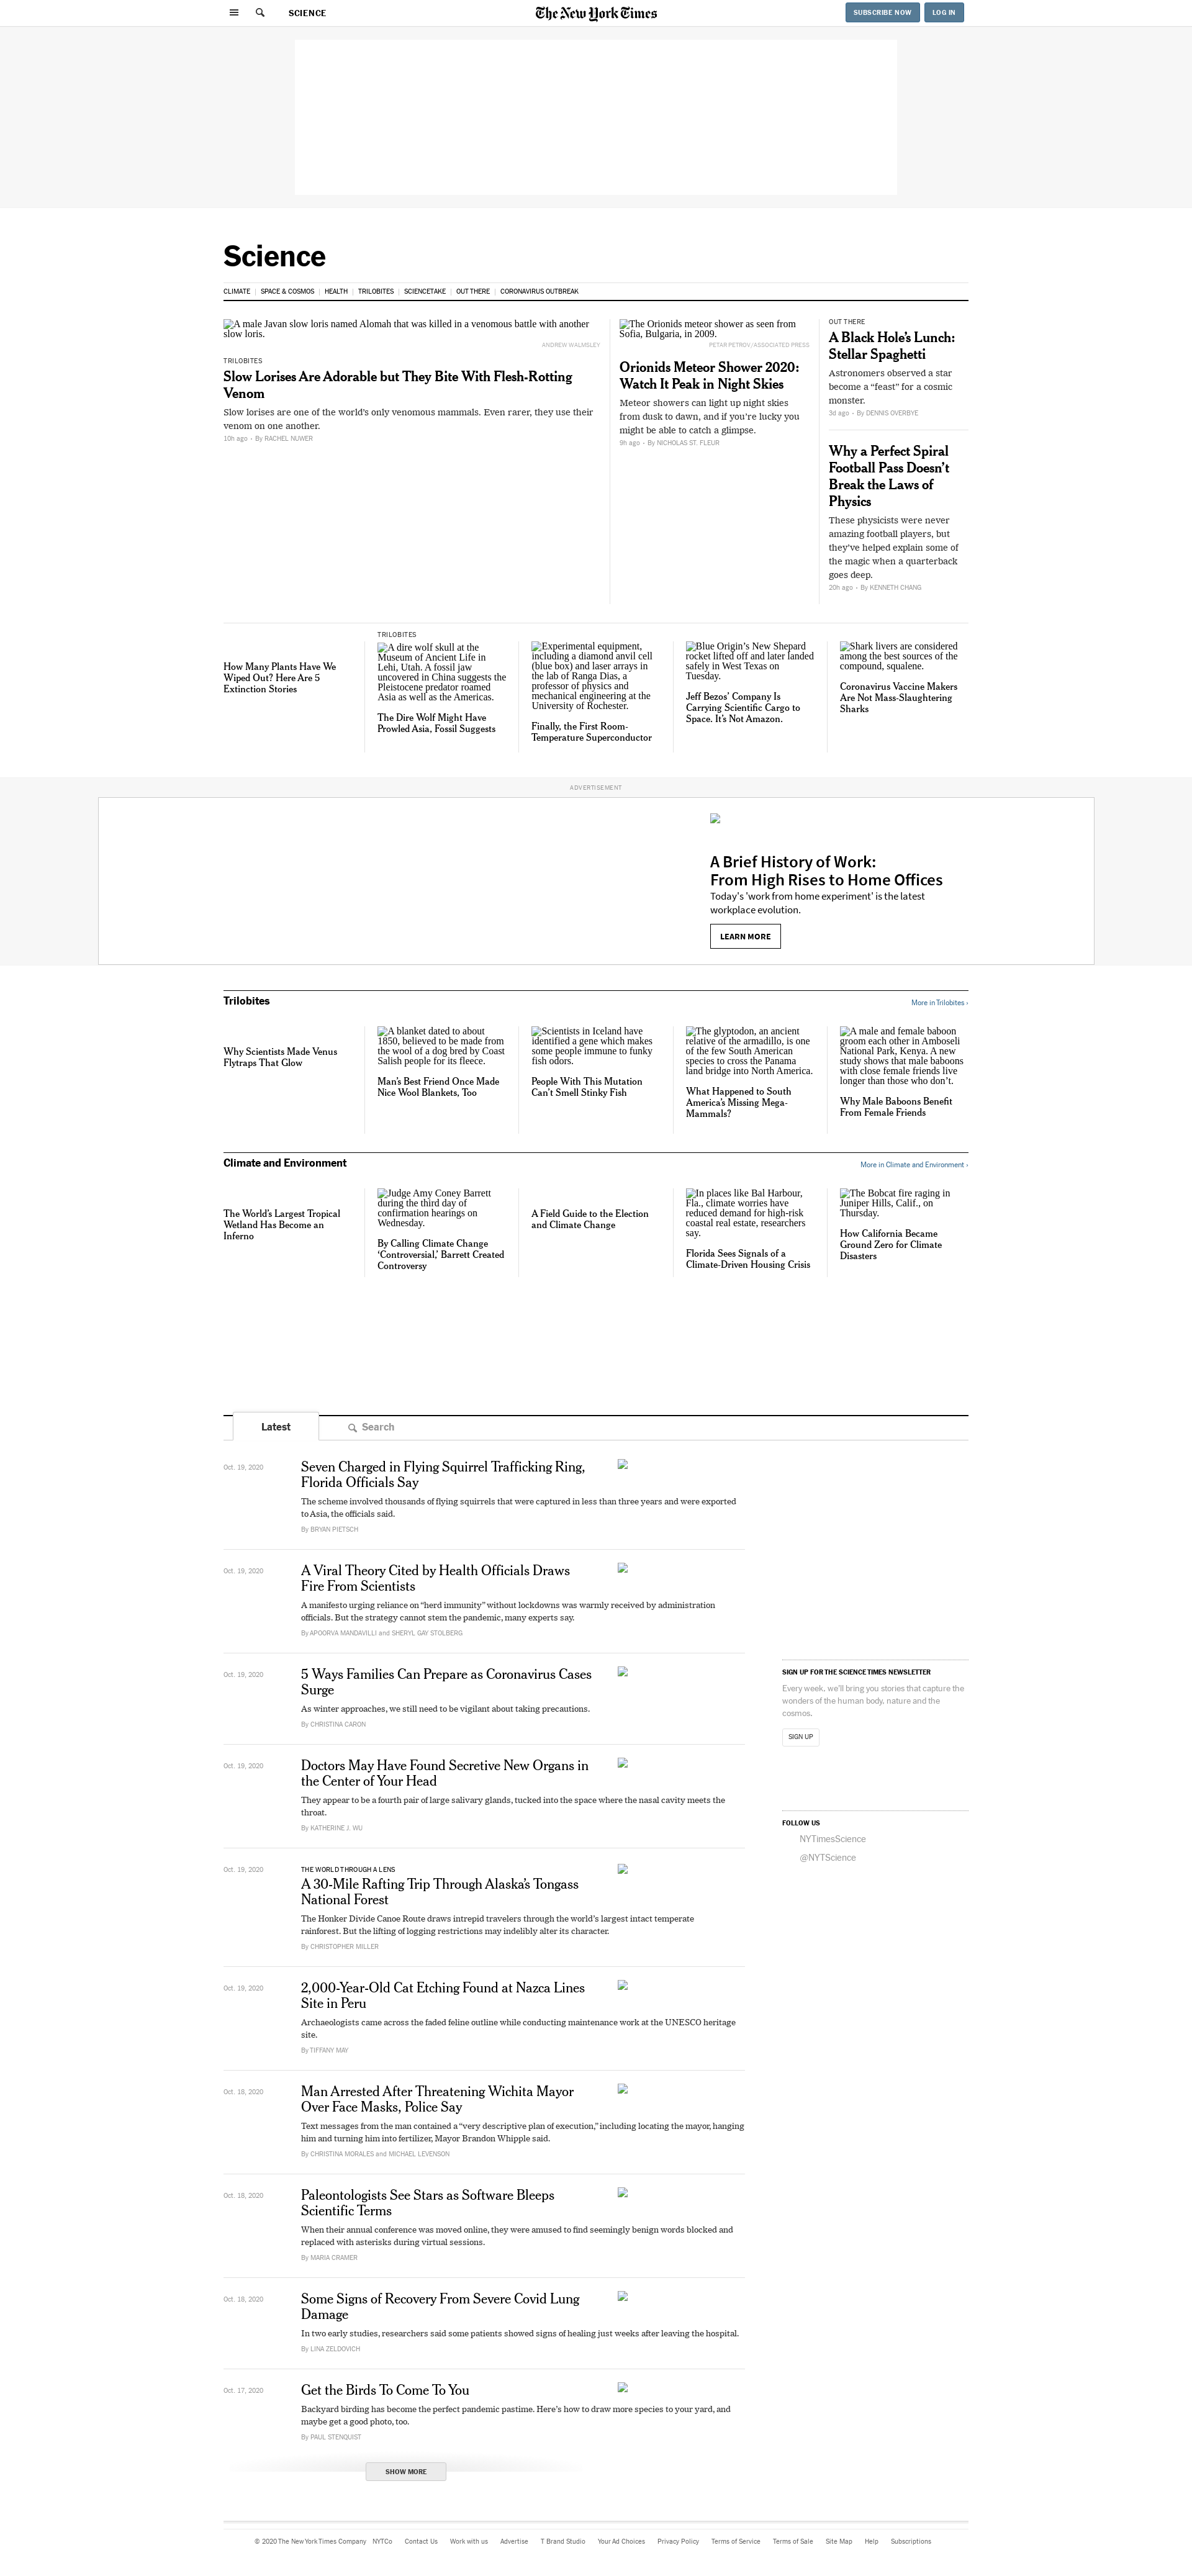 SCIENCE
The New York Times
SUBSCRIBE NOW
LOG IN
Science
CLIMATE | SPACE & COSMOS | HEALTH | TRILOBITES | SCIENCETAKE | OUT THERE | CORONAVIRUS OUTBREAK
A male Javan slow loris named Alomah that was killed in a venomous battle with another
slow loris.
ANDREW WALMSLEY
TRILOBITES
Slow Lorises Are Adorable but They Bite With Flesh-Rotting
Venom
Slow lorises are one of the world's only venomous mammals. Even rarer, they use their
venom on one another.
10h ago - By RACHEL NUWER
The Orionids meteor shower as seen from
Sofia, Bulgaria, in 2009.
PETAR PETROV/ASSOCIATED PRESS
Orionids Meteor Shower 2020:
Watch It Peak in Night Skies
Meteor showers can light up night skies
from dusk to dawn, and if you're lucky you
might be able to catch a glimpse.
9h ago - By NICHOLAS ST. FLEUR
OUT THERE
A Black Hole's Lunch:
Stellar Spaghetti
Astronomers observed a star
become a "feast" for a cosmic
monster.
3d ago - By DENNIS OVERBYE
Why a Perfect Spiral
Football Pass Doesn't
Break the Laws of
Physics
These physicists were never
amazing football players, but
they've helped explain some of
the magic when a quarterback
goes deep.
20h ago - By KENNETH CHANG
How Many Plants Have We
Wiped Out? Here Are 5
Extinction Stories
TRILOBITES
A dire wolf skull at the
Museum of Ancient Life in
Lehi, Utah. A fossil jaw
uncovered in China suggests the
Pleistocene predator roamed
Asia as well as the Americas.
The Dire Wolf Might Have
Prowled Asia, Fossil Suggests
Experimental equipment,
including a diamond anvil cell
(blue box) and laser arrays in
the lab of Ranga Dias, a
professor of physics and
mechanical engineering at the
University of Rochester.
Finally, the First Room-
Temperature Superconductor
Blue Origin's New Shepard
rocket lifted off and later landed
safely in West Texas on
Tuesday.
Jeff Bezos' Company Is
Carrying Scientific Cargo to
Space. It's Not Amazon.
Shark livers are considered
among the best sources of the
compound, squalene.
Coronavirus Vaccine Makers
Are Not Mass-Slaughtering
Sharks
ADVERTISEMENT
A Brief History of Work:
From High Rises to Home Offices
Today's 'work from home experiment' is the latest
workplace evolution.
LEARN MORE
Trilobites
More in Trilobites ›
Why Scientists Made Venus
Flytraps That Glow
A blanket dated to about
1850, believed to be made from
the wool of a dog bred by Coast
Salish people for its fleece.
Man's Best Friend Once Made
Nice Wool Blankets, Too
Scientists in Iceland have
identified a gene which makes
some people immune to funky
fish odors.
People With This Mutation
Can't Smell Stinky Fish
The glyptodon, an ancient
relative of the armadillo, is one
of the few South American
species to cross the Panama
land bridge into North America.
What Happened to South
America's Missing Mega-
Mammals?
A male and female baboon
groom each other in Amboseli
National Park, Kenya. A new
study shows that male baboons
with close female friends live
longer than those who don't.
Why Male Baboons Benefit
From Female Friends
Climate and Environment
More in Climate and Environment ›
The World's Largest Tropical
Wetland Has Become an
Inferno
Judge Amy Coney Barrett
during the third day of
confirmation hearings on
Wednesday.
By Calling Climate Change
'Controversial,' Barrett Created
Controversy
A Field Guide to the Election
and Climate Change
In places like Bal Harbour,
Fla., climate worries have
reduced demand for high-risk
coastal real estate, researchers
say.
Florida Sees Signals of a
Climate-Driven Housing Crisis
The Bobcat fire raging in
Juniper Hills, Calif., on
Thursday.
How California Became
Ground Zero for Climate
Disasters
Latest
Search
Oct. 19, 2020
Seven Charged in Flying Squirrel Trafficking Ring,
Florida Officials Say
The scheme involved thousands of flying squirrels that were captured in less than three years and were exported
to Asia, the officials said.
By BRYAN PIETSCH
Oct. 19, 2020
A Viral Theory Cited by Health Officials Draws
Fire From Scientists
A manifesto urging reliance on "herd immunity" without lockdowns was warmly received by administration
officials. But the strategy cannot stem the pandemic, many experts say.
By APOORVA MANDAVILLI and SHERYL GAY STOLBERG
Oct. 19, 2020
5 Ways Families Can Prepare as Coronavirus Cases
Surge
As winter approaches, we still need to be vigilant about taking precautions.
By CHRISTINA CARON
Oct. 19, 2020
Doctors May Have Found Secretive New Organs in
the Center of Your Head
They appear to be a fourth pair of large salivary glands, tucked into the space where the nasal cavity meets the
throat.
By KATHERINE J. WU
Oct. 19, 2020
THE WORLD THROUGH A LENS
A 30-Mile Rafting Trip Through Alaska's Tongass
National Forest
The Honker Divide Canoe Route draws intrepid travelers through the world's largest intact temperate
rainforest. But the lifting of logging restrictions may indelibly alter its character.
By CHRISTOPHER MILLER
Oct. 19, 2020
2,000-Year-Old Cat Etching Found at Nazca Lines
Site in Peru
Archaeologists came across the faded feline outline while conducting maintenance work at the UNESCO heritage
site.
By TIFFANY MAY
Oct. 18, 2020
Man Arrested After Threatening Wichita Mayor
Over Face Masks, Police Say
Text messages from the man contained a "very descriptive plan of execution," including locating the mayor, hanging
him and turning him into fertilizer, Mayor Brandon Whipple said.
By CHRISTINA MORALES and MICHAEL LEVENSON
Oct. 18, 2020
Paleontologists See Stars as Software Bleeps
Scientific Terms
When their annual conference was moved online, they were amused to find seemingly benign words blocked and
replaced with asterisks during virtual sessions.
By MARIA CRAMER
Oct. 18, 2020
Some Signs of Recovery From Severe Covid Lung
Damage
In two early studies, researchers said some patients showed signs of healing just weeks after leaving the hospital.
By LINA ZELDOVICH
Oct. 17, 2020
Get the Birds To Come To You
Backyard birding has become the perfect pandemic pastime. Here's how to draw more species to your yard, and
maybe get a good photo, too.
By PAUL STENQUIST
SHOW MORE
SIGN UP FOR THE SCIENCE TIMES NEWSLETTER
Every week, we'll bring you stories that capture the
wonders of the human body, nature and the
cosmos.
SIGN UP
FOLLOW US
NYTimesScience
@NYTScience
© 2020 The New York Times Company NYTCo Contact Us Work with us Advertise T Brand Studio Your Ad Choices Privacy Policy Terms of Service Terms of Sale Site Map Help Subscriptions